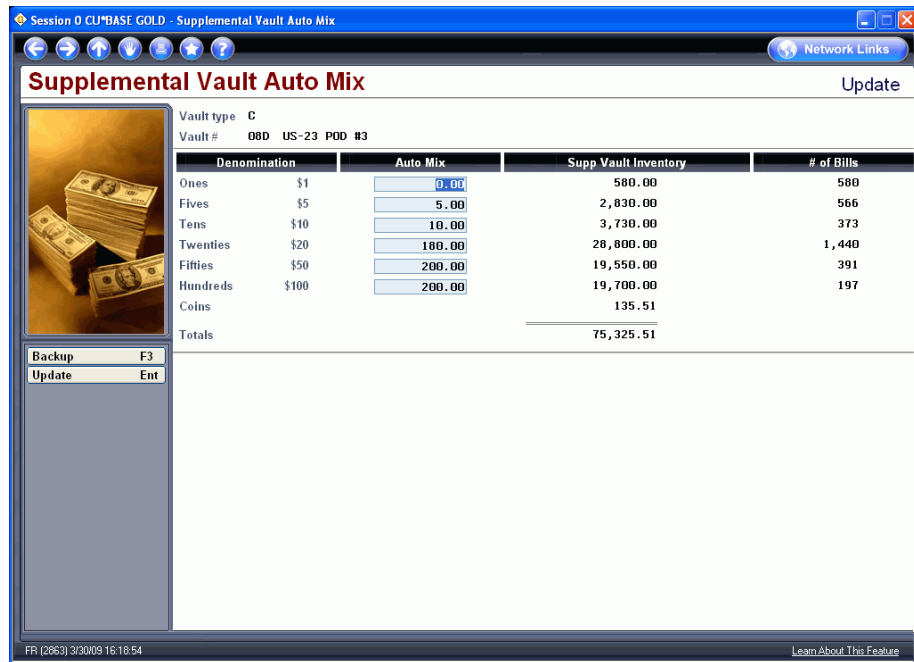 Session 0 CU*BASE GOLD - Supplemental Vault Auto Mix
Network Links
Supplemental Vault Auto Mix Update
Vault type C
Vault # 08D US-23 POD #3
Denomination Auto Mix Supp Vault Inventory # of Bills
Ones $1 0.00 580.00 580
Fives $5 5.00 2,830.00 566
Tens $10 10.00 3,730.00 373
Twenties $20 180.00 28,800.00 1,440
Fifties $50 200.00 19,550.00 391
Hundreds $100 200.00 19,700.00 197
Coins 135.51
Totals 75,325.51
Backup F3
Update Ent
FR (2863) 3/30/09 16:18:54 Learn About This Feature